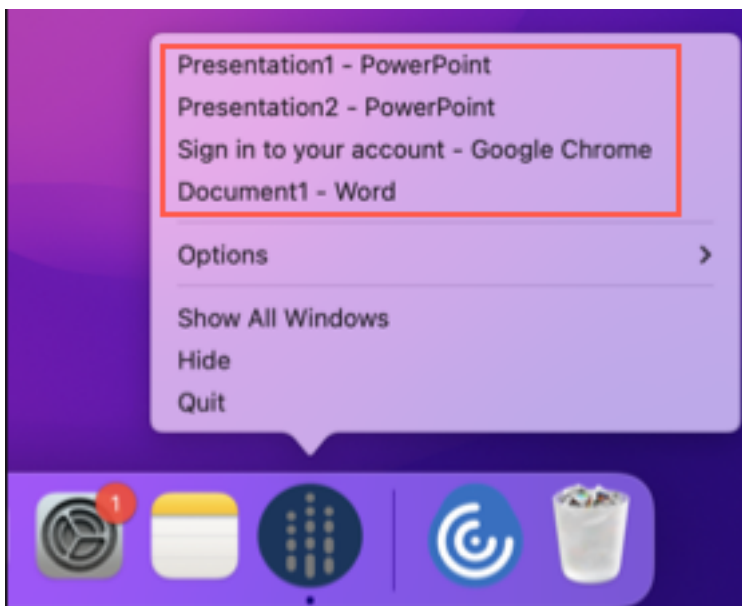 Presentation1 - PowerPoint
Presentation2 - PowerPoint
Sign in to your account - Google Chrome
Document1 - Word
Options
Show All Windows
Hide
Quit
1